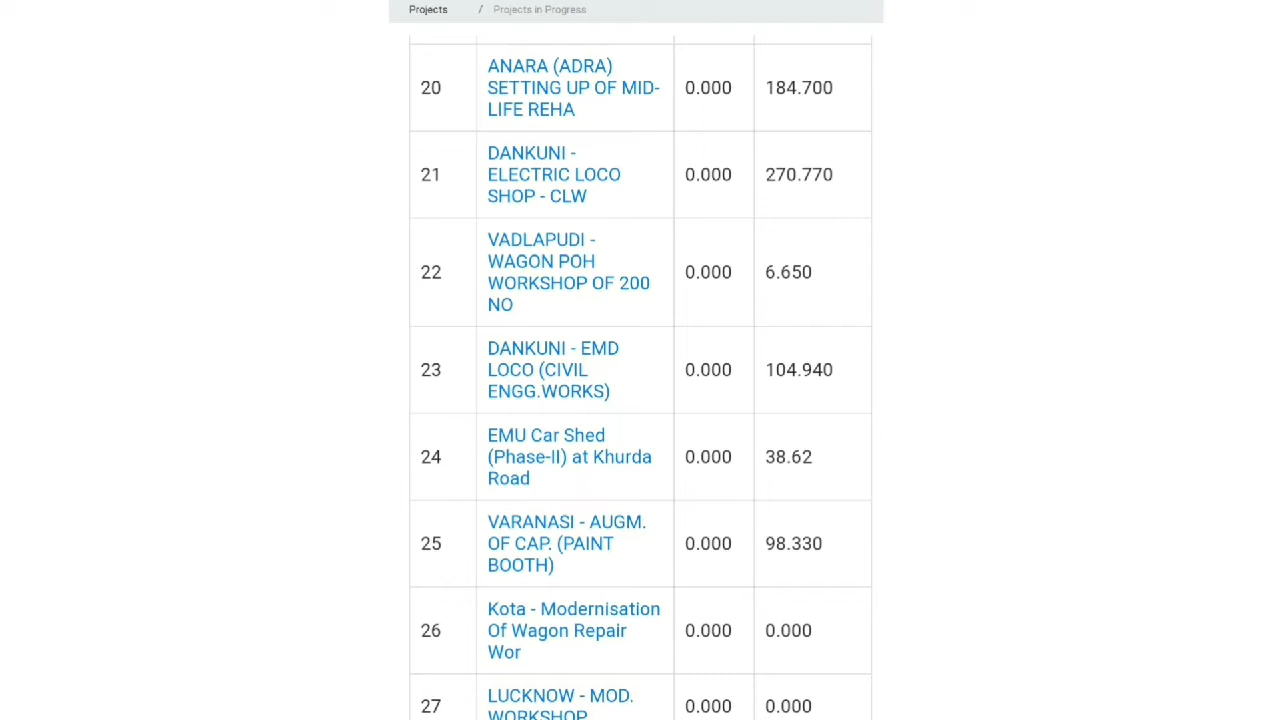 Projects / Projects in Progress
20 ANARA (ADRA) SETTING UP OF MID-LIFE REHA 0.000 184.700
21 DANKUNI - ELECTRIC LOCO SHOP - CLW 0.000 270.770
22 VADLAPUDI - WAGON POH WORKSHOP OF 200 NO 0.000 6.650
23 DANKUNI - EMD LOCO (CIVIL ENGG.WORKS) 0.000 104.940
24 EMU Car Shed (Phase-II) at Khurda Road 0.000 38.62
25 VARANASI - AUGM. OF CAP. (PAINT BOOTH) 0.000 98.330
26 Kota - Modernisation Of Wagon Repair Wor 0.000 0.000
27 LUCKNOW - MOD. WORKSHOP 0.000 0.000